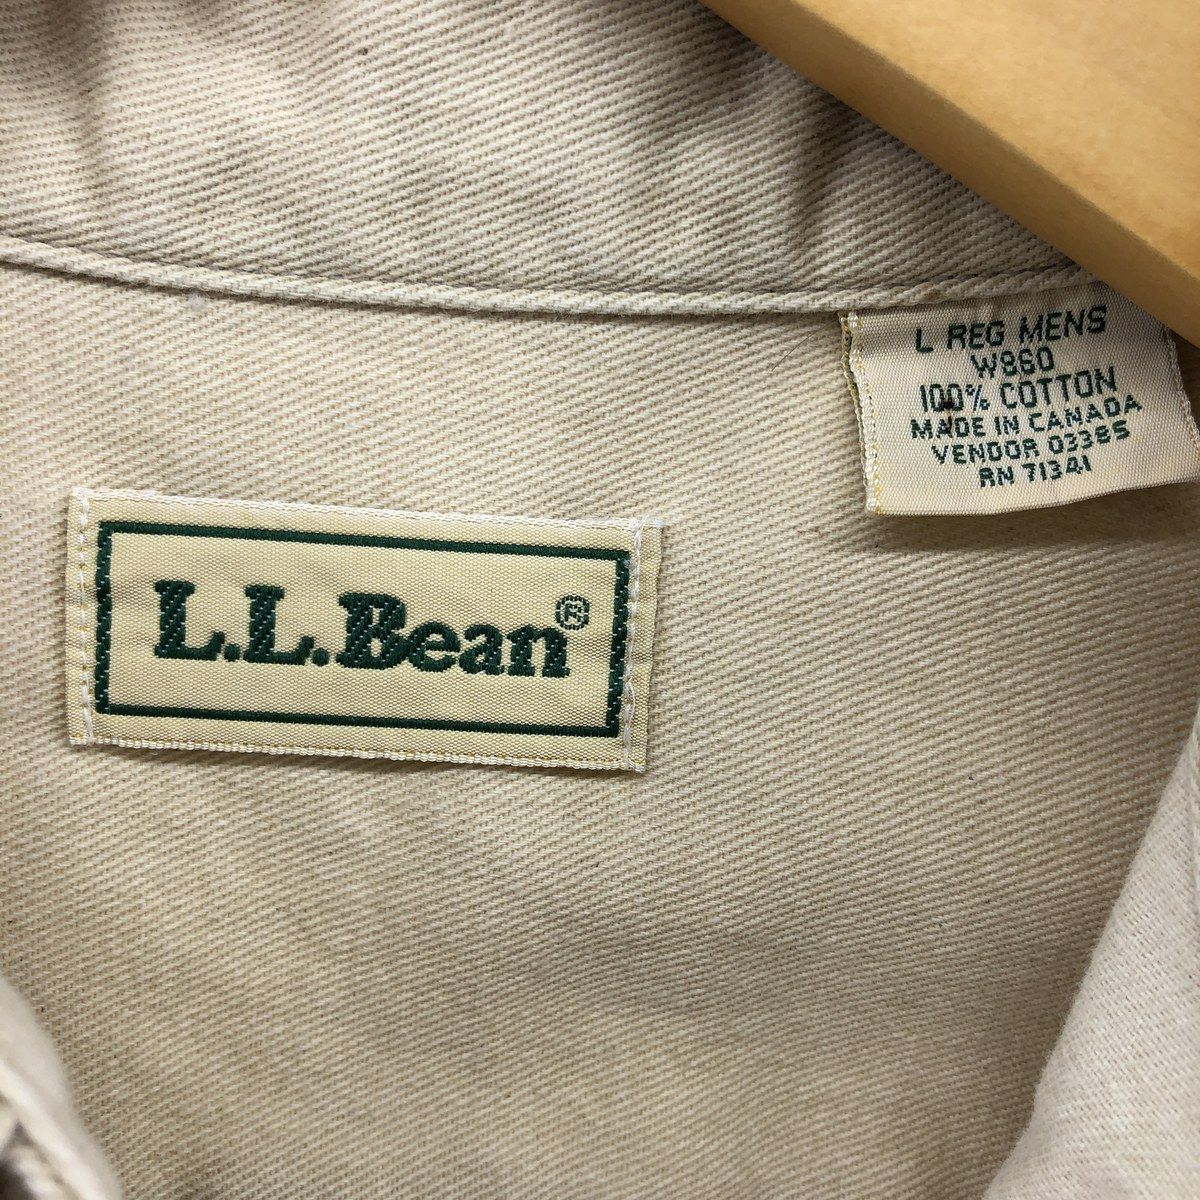 L REG MENS
W860
100% COTTON
MADE IN CANADA
VENDOR 03385
RN 71341
L.L.Bean®